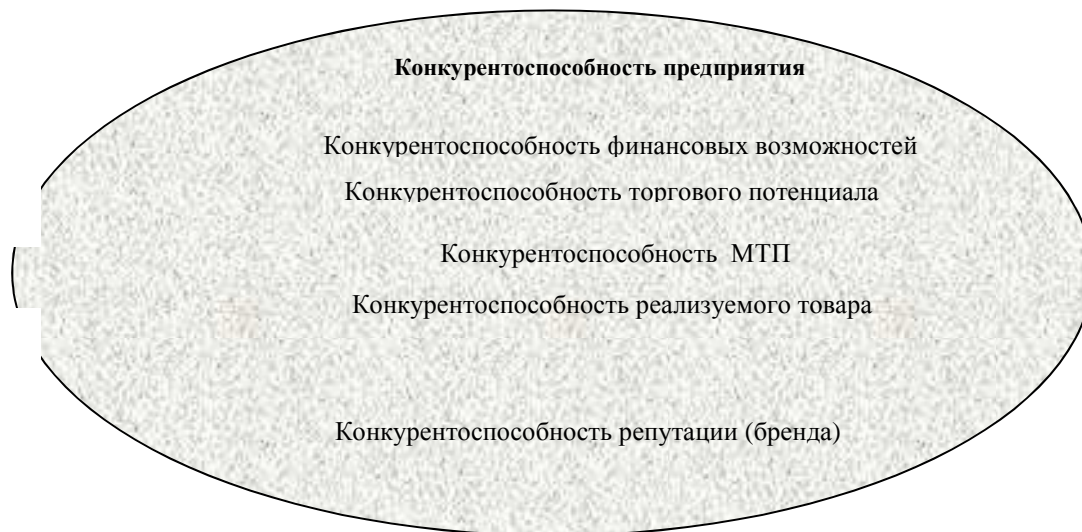 Конкурентоспособность предприятия
Конкурентоспособность финансовых возможностей
Конкурентоспособность торгового потенциала
Конкурентоспособность МТП
Конкурентоспособность реализуемого товара
Конкурентоспособность репутации (бренда)